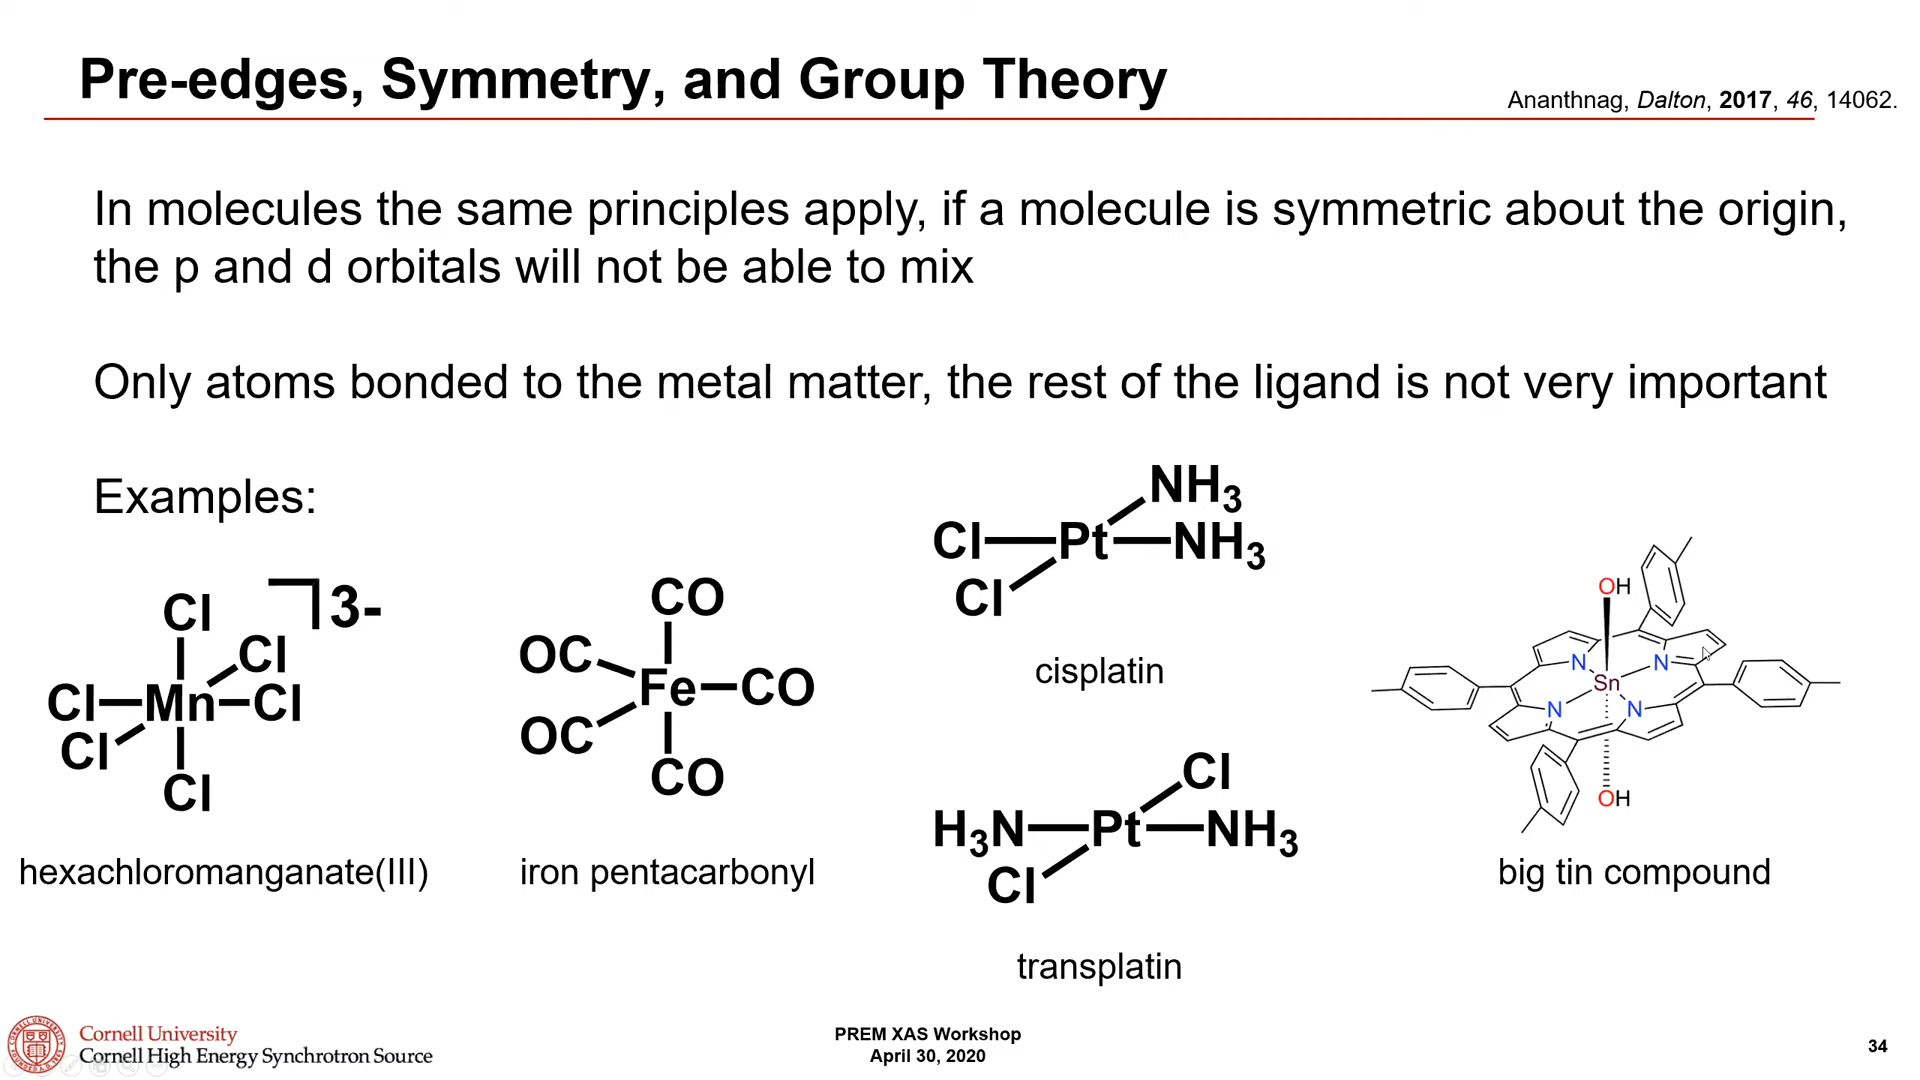 Pre-edges, Symmetry, and Group Theory
Ananthnag, Dalton, 2017, 46, 14062.
In molecules the same principles apply, if a molecule is symmetric about the origin,
the p and d orbitals will not be able to mix
Only atoms bonded to the metal matter, the rest of the ligand is not very important
Examples:
Cl
3-
Cl
Cl Mn Cl
Cl
Cl
hexachloromanganate(III)
CO
OC
Fe CO
OC
CO
iron pentacarbonyl
NH3
Cl Pt NH3
Cl
cisplatin
Cl
H3N Pt NH3
Cl
transplatin
OH
N N
Sn
N N
OH
big tin compound
Cornell University
Cornell High Energy Synchrotron Source
PREM XAS Workshop
April 30, 2020
34